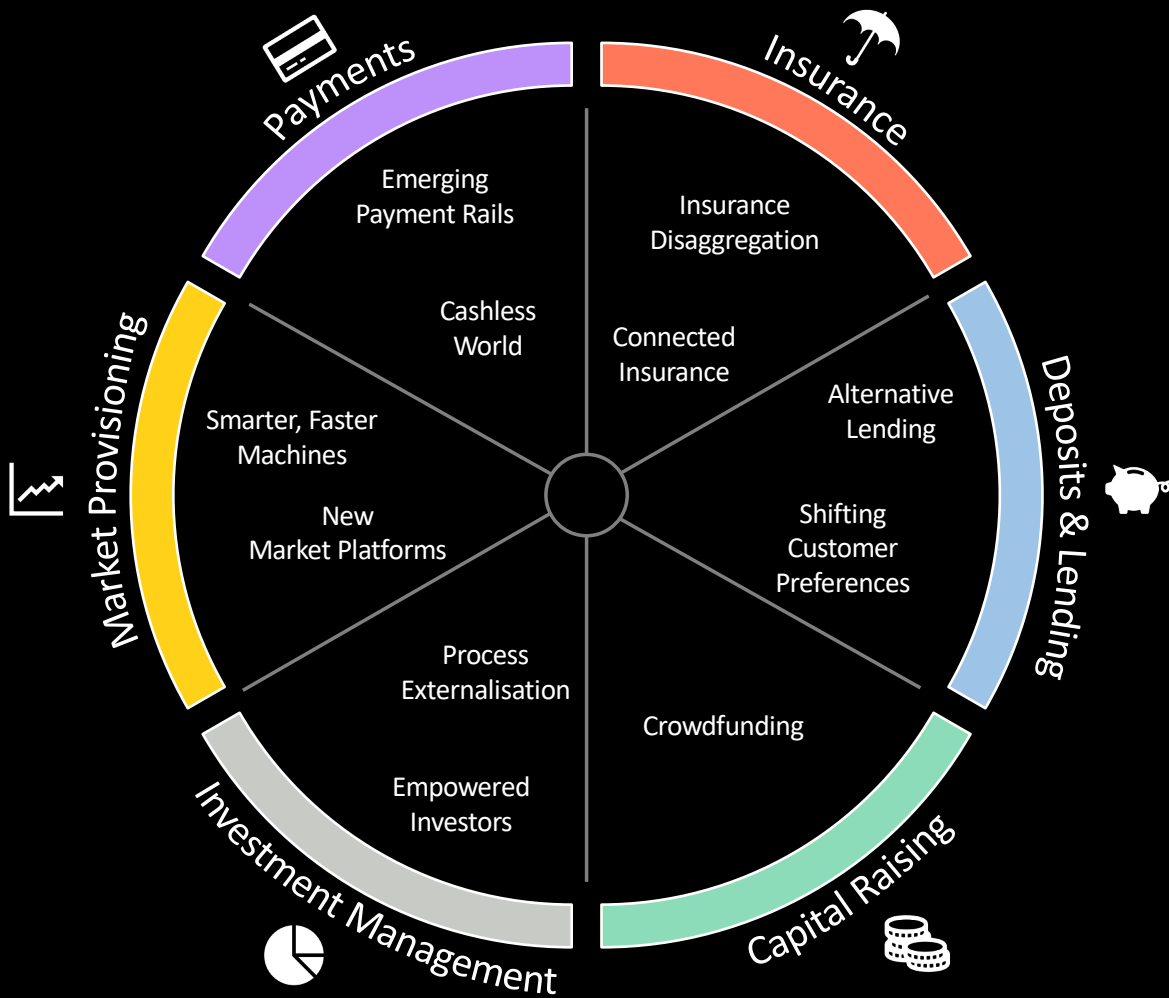 Payments
Emerging
Payment Rails
Cashless
World
Insurance
Insurance
Disaggregation
Connected
Insurance
Deposits & Lending
Alternative
Lending
Shifting
Customer
Preferences
Capital Raising
Crowdfunding
Investment Management
Process
Externalisation
Empowered
Investors
Market Provisioning
Smarter, Faster
Machines
New
Market Platforms